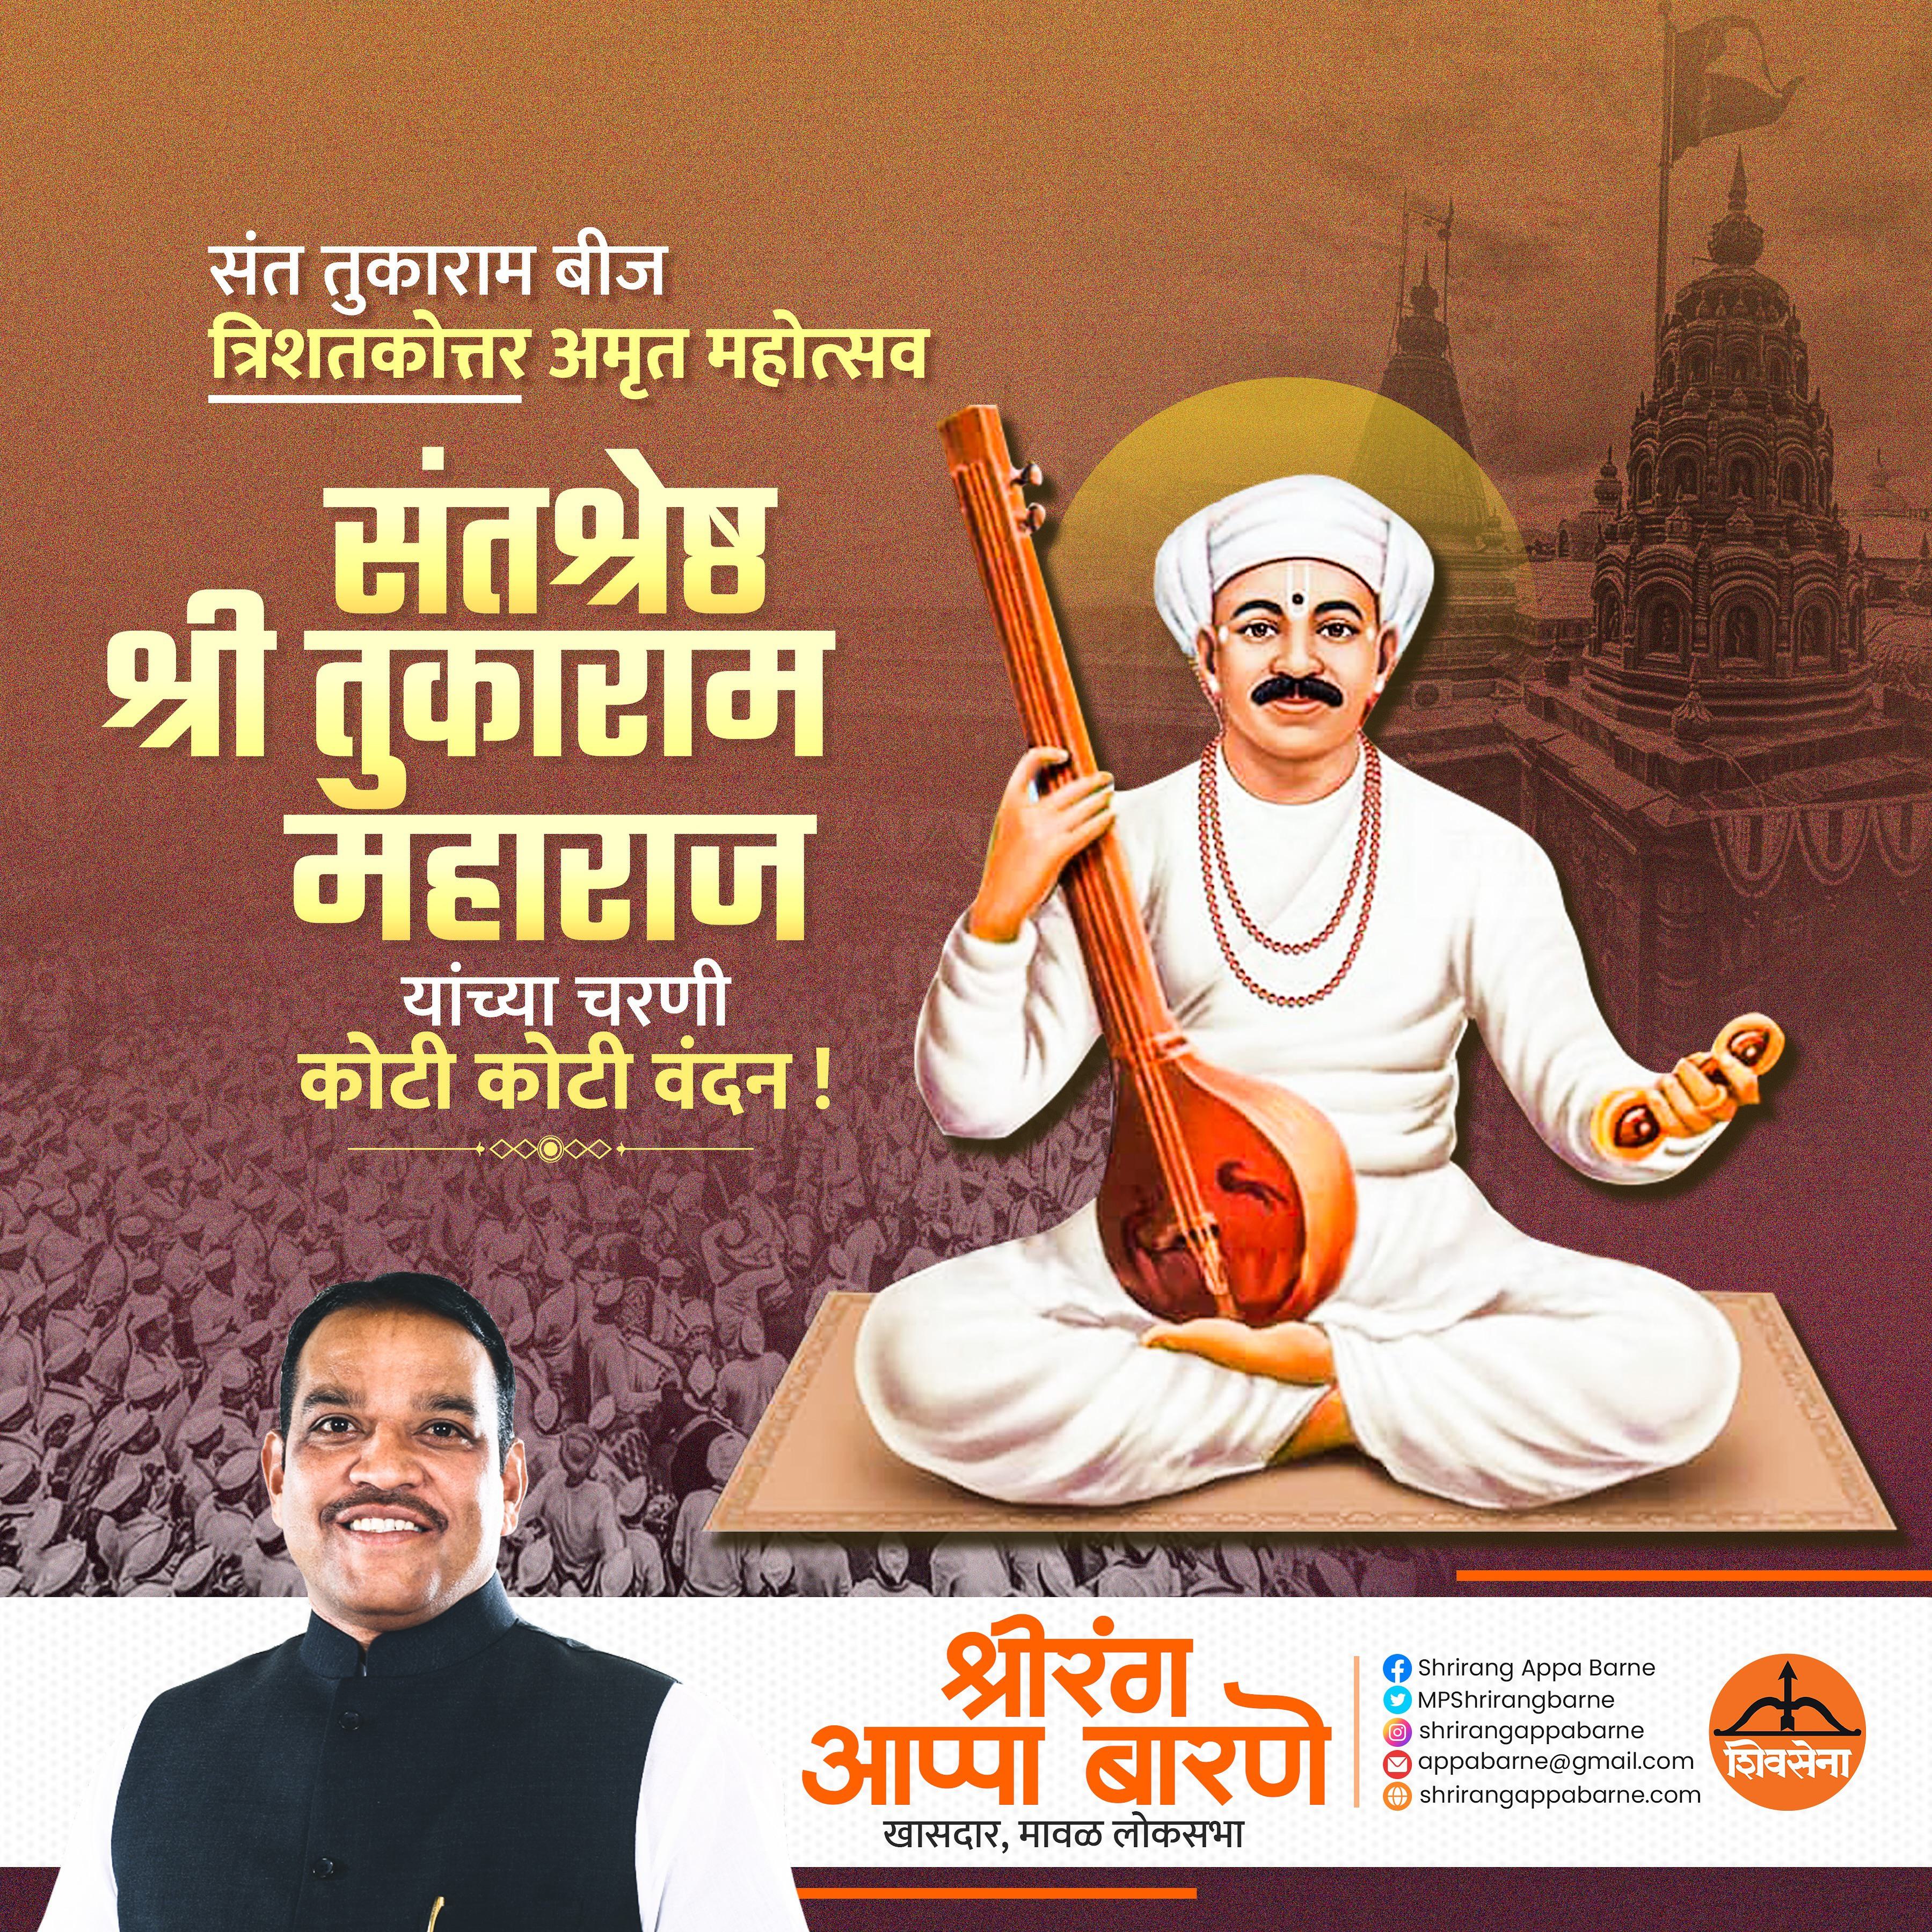 संत तुकाराम बीज
त्रिशतकोत्तर अमृत महोत्सव
संतश्रेष्ठ
श्री तुकाराम
महाराज
यांच्या चरणी
कोटी कोटी वंदन !
श्रीरंग
आप्पा बारणे
खासदार, मावळ लोकसभा
Shrirang Appa Barne
MPShrirangbarne
shrirangappabarne
appabarne@gmail.com
shrirangappabarne.com
शिवसेना